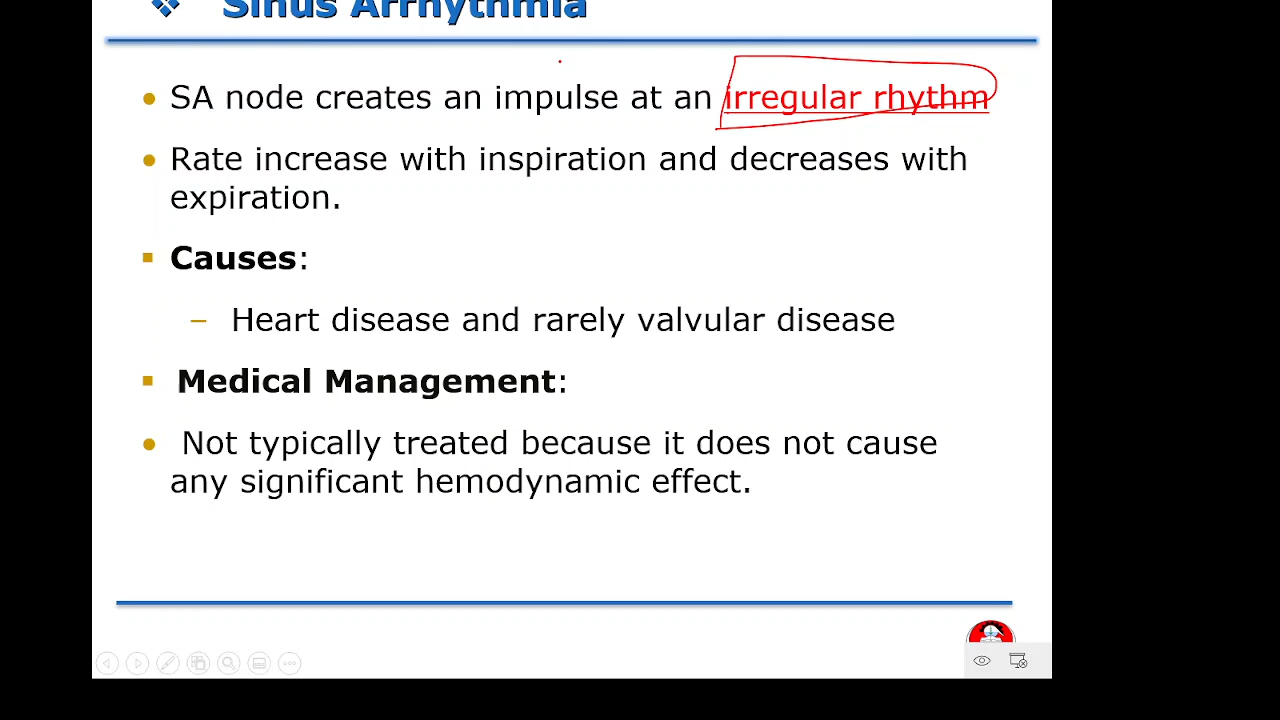 ❖ Sinus Arrhythmia
• SA node creates an impulse at an irregular rhythm
• Rate increase with inspiration and decreases with
expiration.
▪ Causes:
– Heart disease and rarely valvular disease
▪ Medical Management:
• Not typically treated because it does not cause
any significant hemodynamic effect.